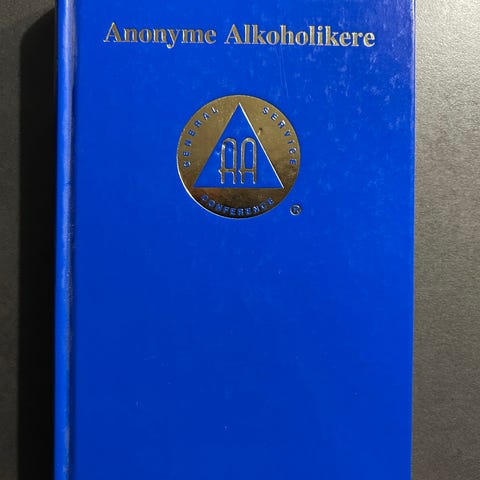 Anonyme Alkoholikere
GENERAL SERVICE
AA
CONFERENCE
®